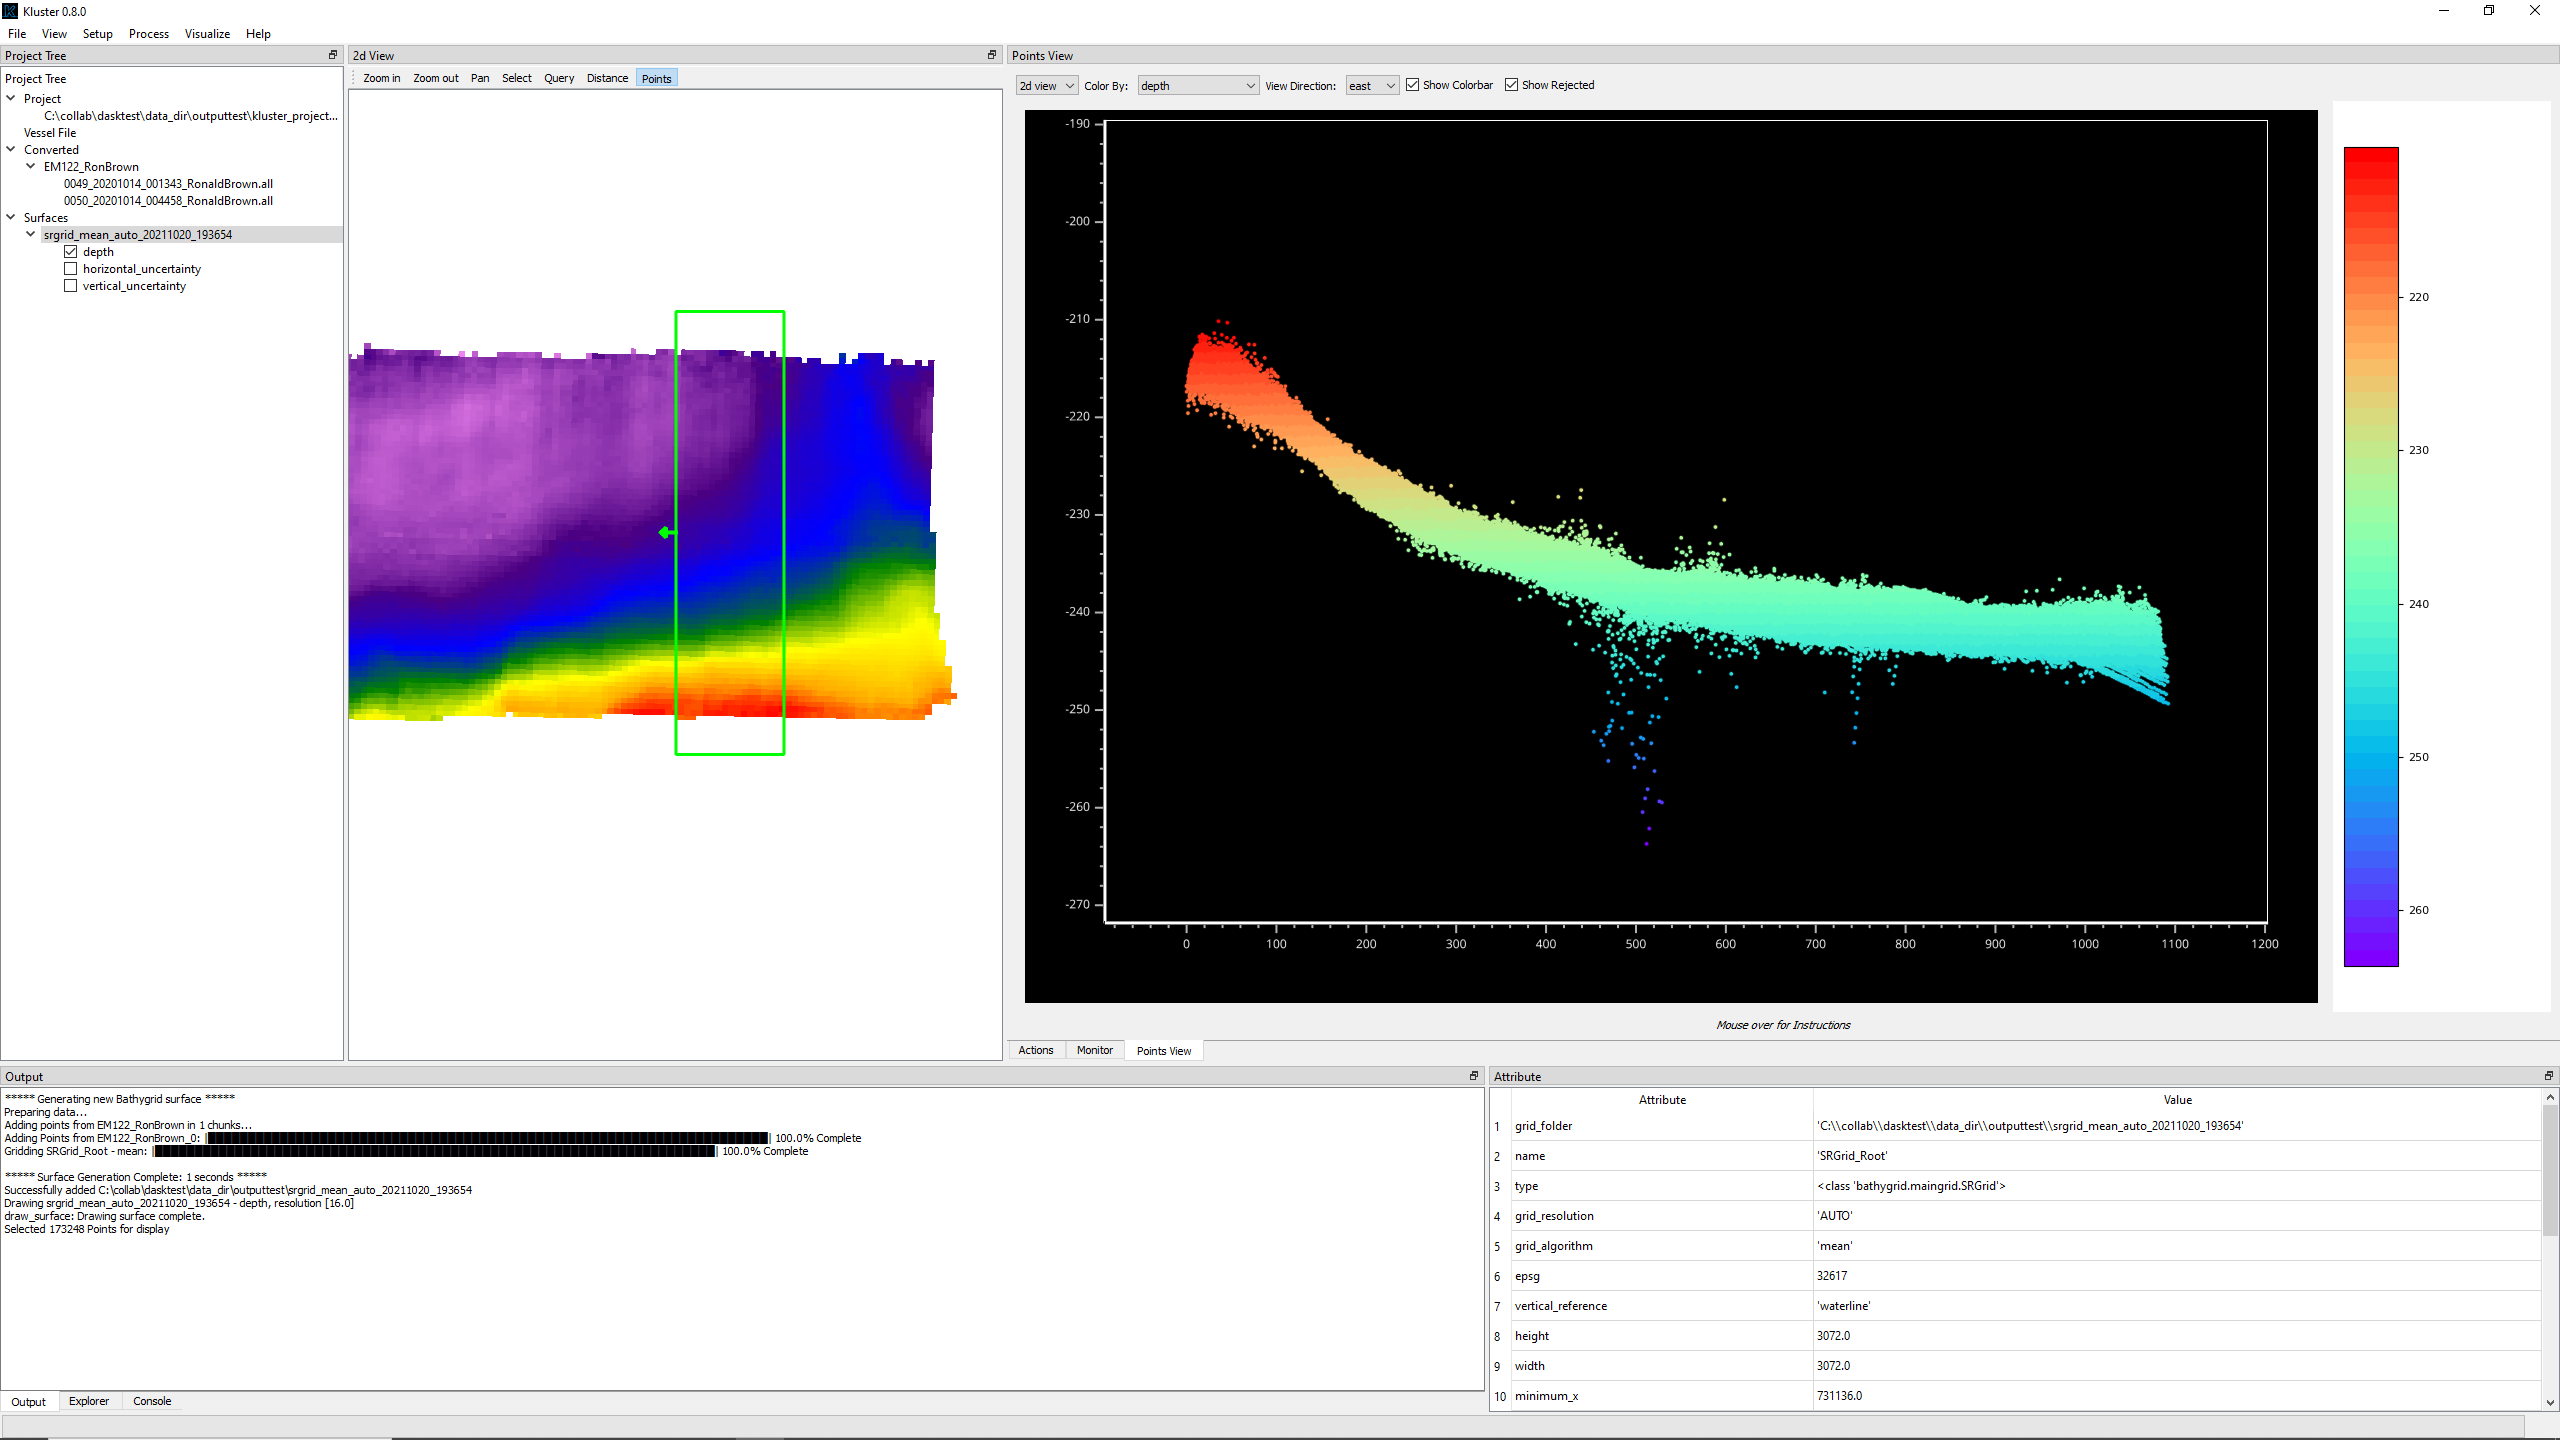 Kluster 0.8.0
File View Setup Process Visualize Help
Project Tree
Project Tree
Project
C:\collab\dasktest\data_dir\outputtest\kluster_project...
Vessel File
Converted
EM122_RonBrown
0049_20201014_001343_RonaldBrown.all
0050_20201014_004458_RonaldBrown.all
Surfaces
srgrid_mean_auto_20211020_193654
depth
horizontal_uncertainty
vertical_uncertainty
2d View
Zoom in Zoom out Pan Select Query Distance Points
Points View
2d view Color By: depth View Direction: east Show Colorbar Show Rejected
-190
-200
-210
-220
-230
-240
-250
-260
-270
0 100 200 300 400 500 600 700 800 900 1000 1100 1200
220
230
240
250
260
Mouse over for Instructions
Actions Monitor Points View
Output
***** Generating new Bathygrid surface *****
Preparing data...
Adding points from EM122_RonBrown in 1 chunks...
Adding Points from EM122_RonBrown_0: 100.0% Complete
Gridding SRGrid_Root - mean: 100.0% Complete
***** Surface Generation Complete: 1 seconds *****
Successfully added C:\collab\dasktest\data_dir\outputtest\srgrid_mean_auto_20211020_193654
Drawing srgrid_mean_auto_20211020_193654 - depth, resolution [16.0]
draw_surface: Drawing surface complete.
Selected 173248 Points for display
Output Explorer Console
Attribute
Attribute Value
1 grid_folder 'C:\\collab\\dasktest\\data_dir\\outputtest\\srgrid_mean_auto_20211020_193654'
2 name 'SRGrid_Root'
3 type <class 'bathygrid.maingrid.SRGrid'>
4 grid_resolution 'AUTO'
5 grid_algorithm 'mean'
6 epsg 32617
7 vertical_reference 'waterline'
8 height 3072.0
9 width 3072.0
10 minimum_x 731136.0